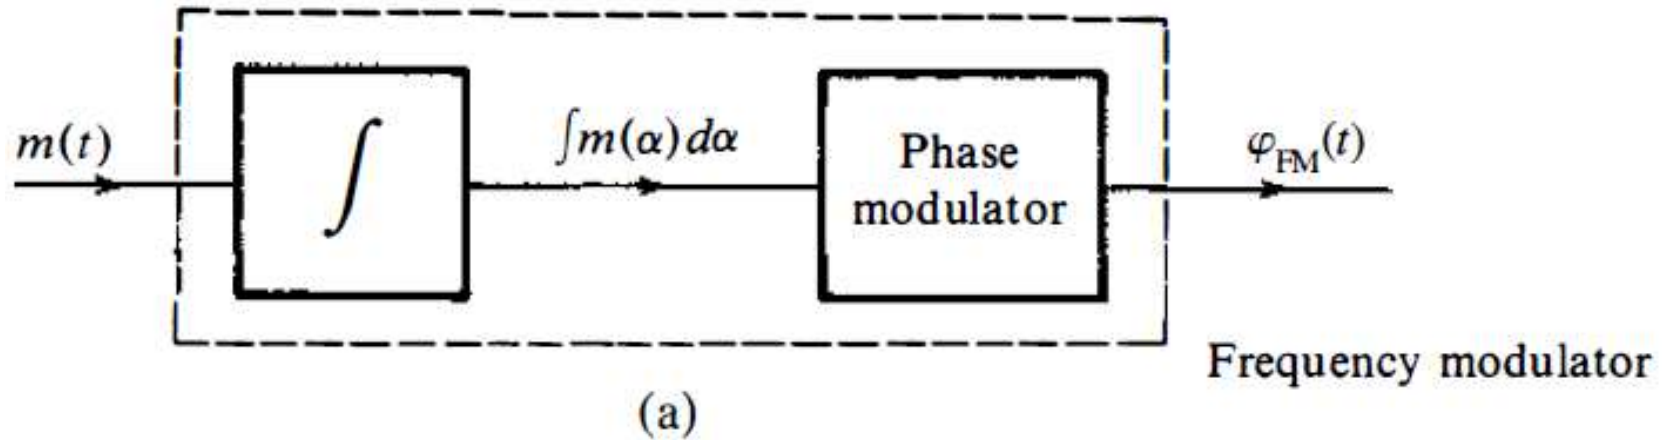 m(t)
∫
∫m(α) dα
Phase
modulator
φFM(t)
Frequency modulator
(a)